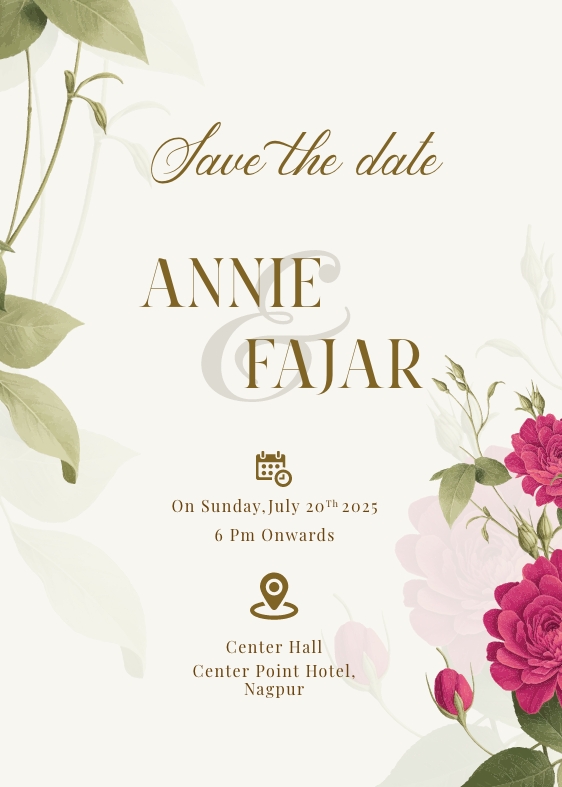 Save the date
ANNIE
&
FAJAR
On Sunday,July 20Th 2025
6 Pm Onwards
Center Hall
Center Point Hotel,
Nagpur